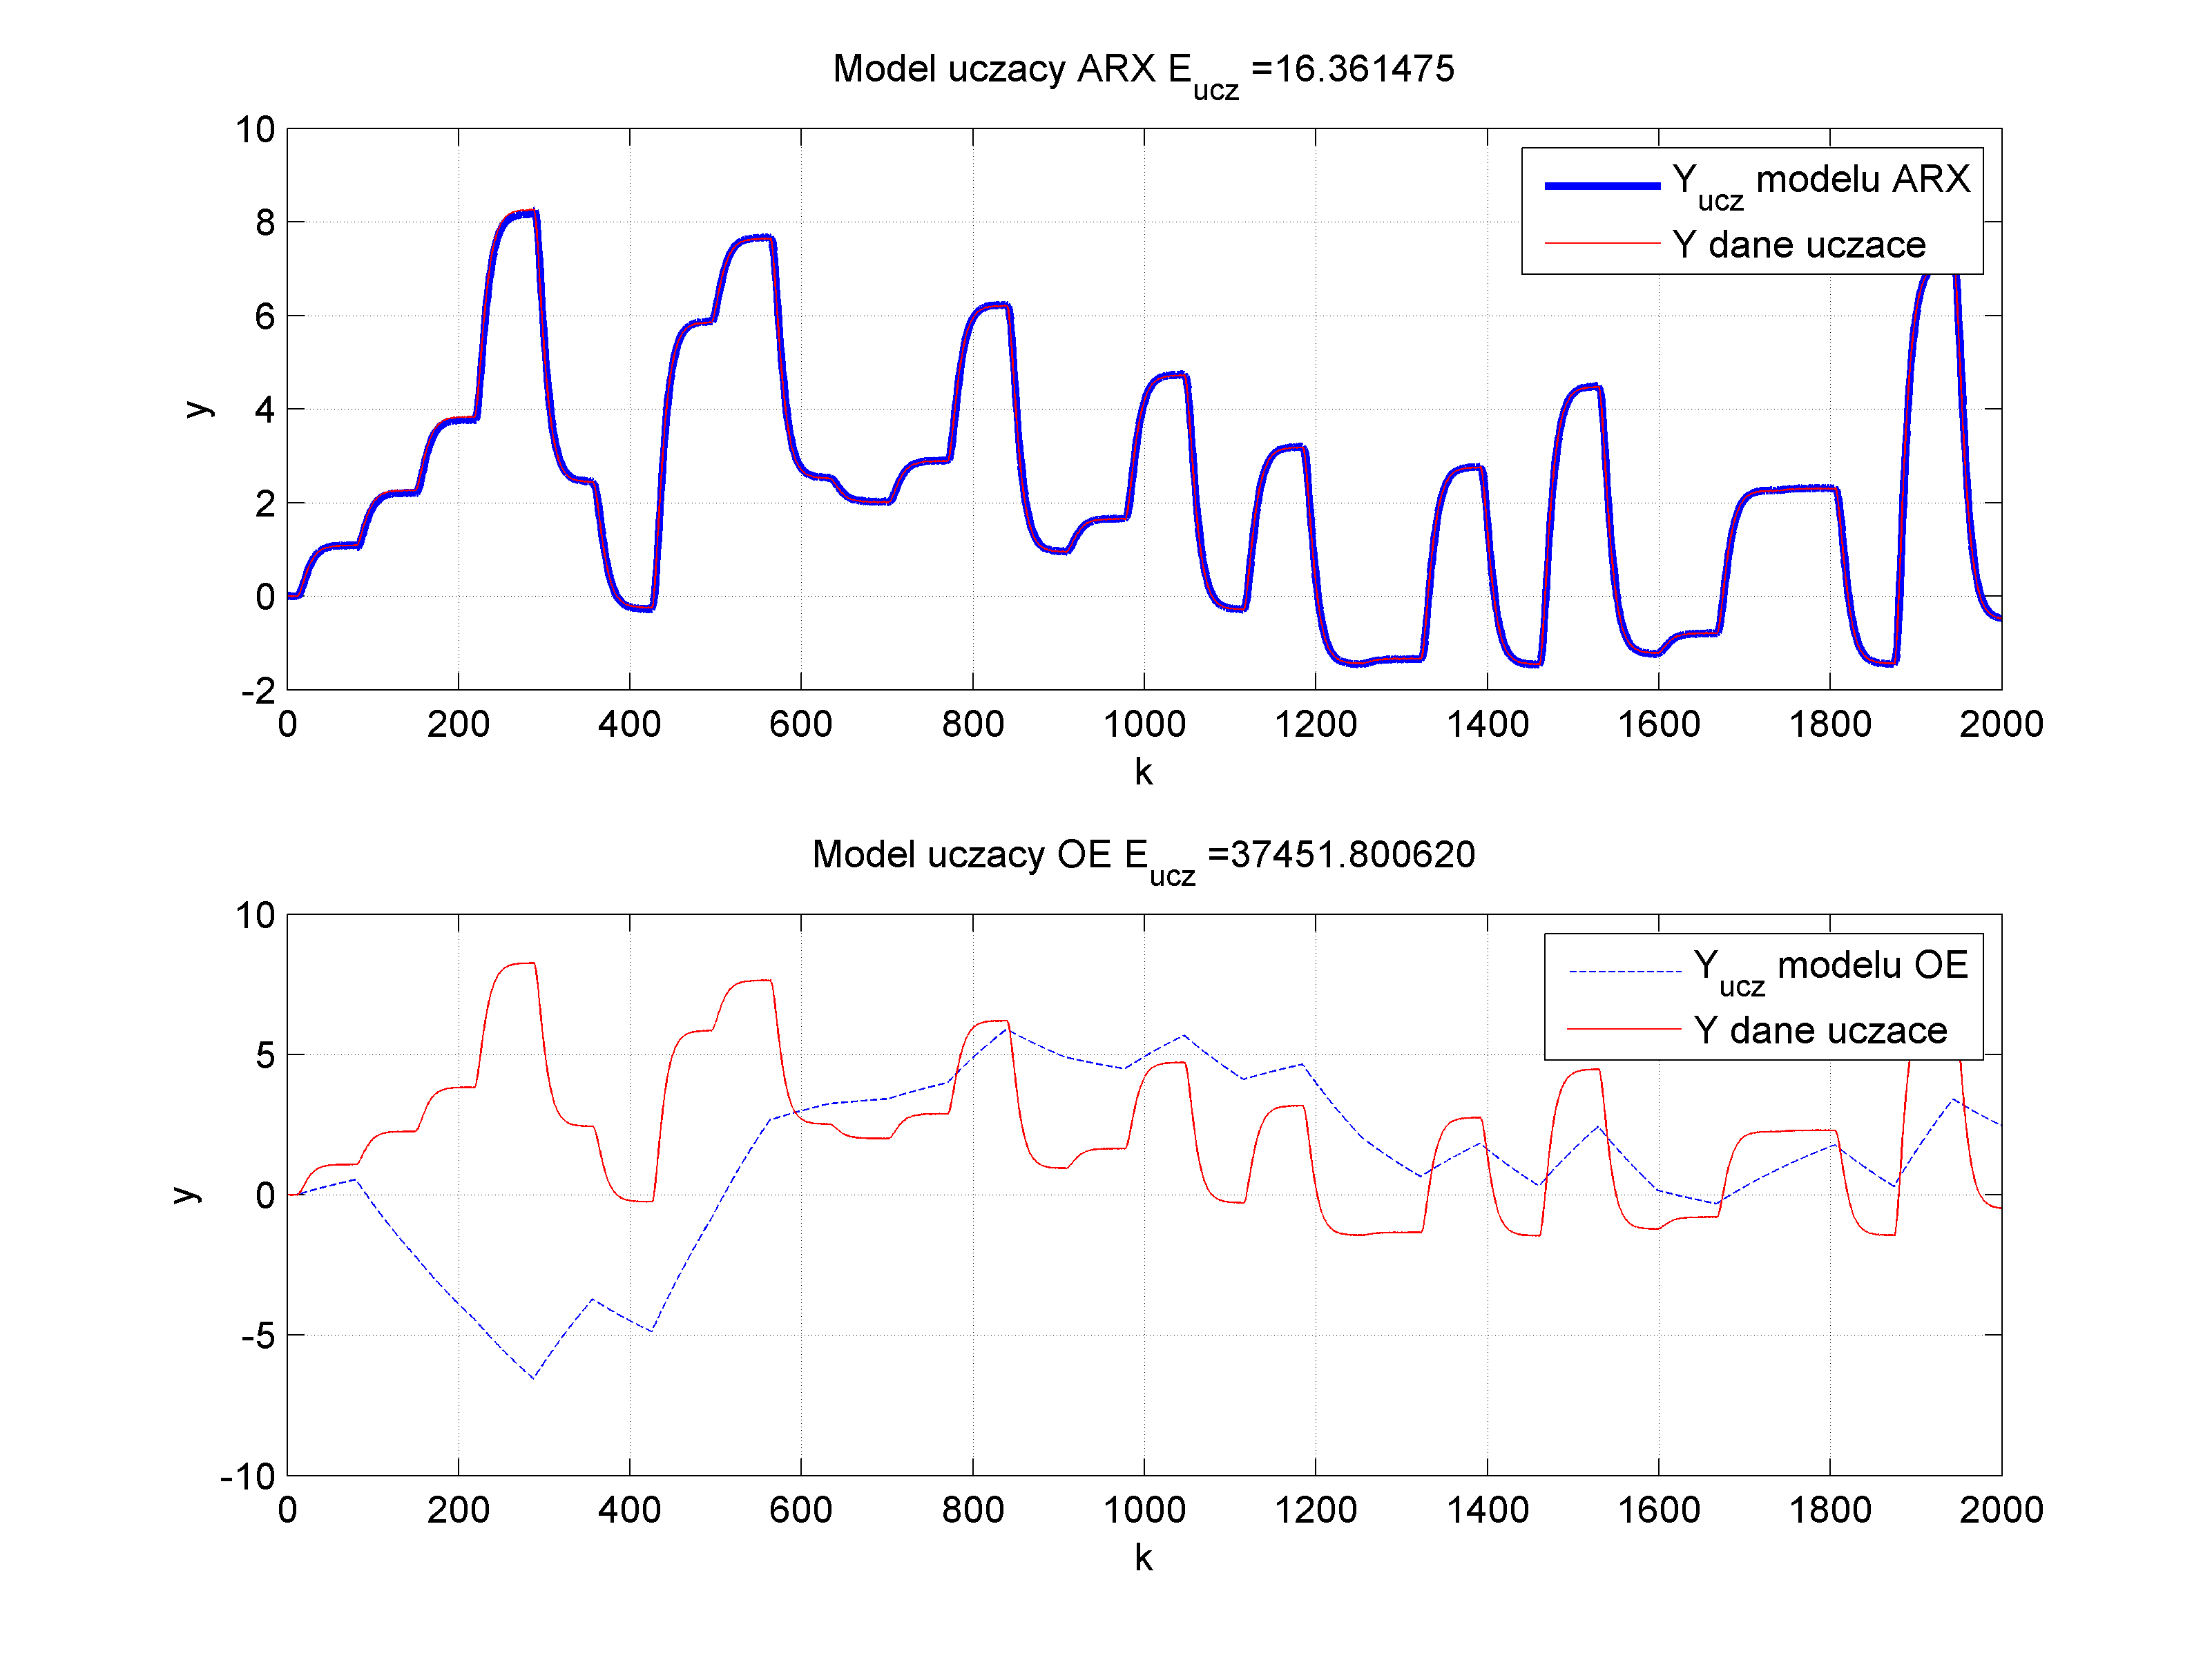 Model uczacy ARX E_ucz =16.361475
10
8
6
4
2
0
-2
y
Y_ucz modelu ARX
Y dane uczace
0 200 400 600 800 1000 1200 1400 1600 1800 2000
k
Model uczacy OE E_ucz =37451.800620
10
5
0
-5
-10
y
Y_ucz modelu OE
Y dane uczace
0 200 400 600 800 1000 1200 1400 1600 1800 2000
k